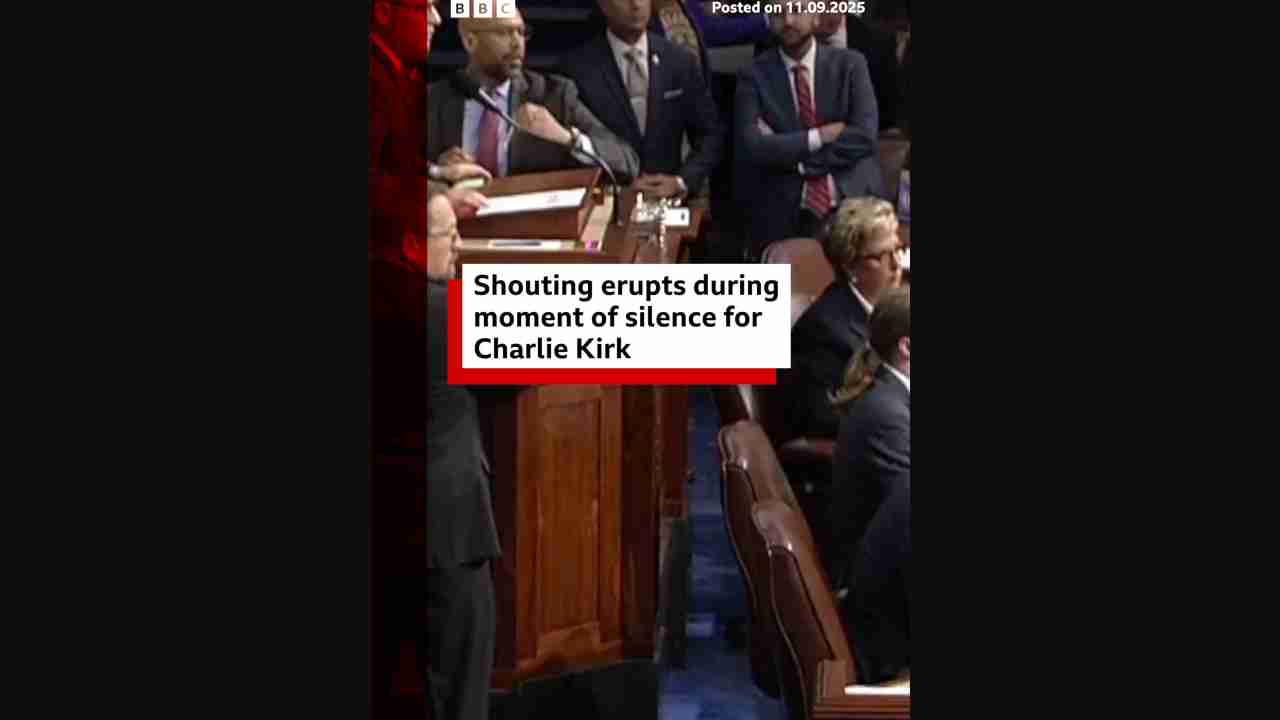 BBC
Posted on 11.09.2025
Shouting erupts during
moment of silence for
Charlie Kirk